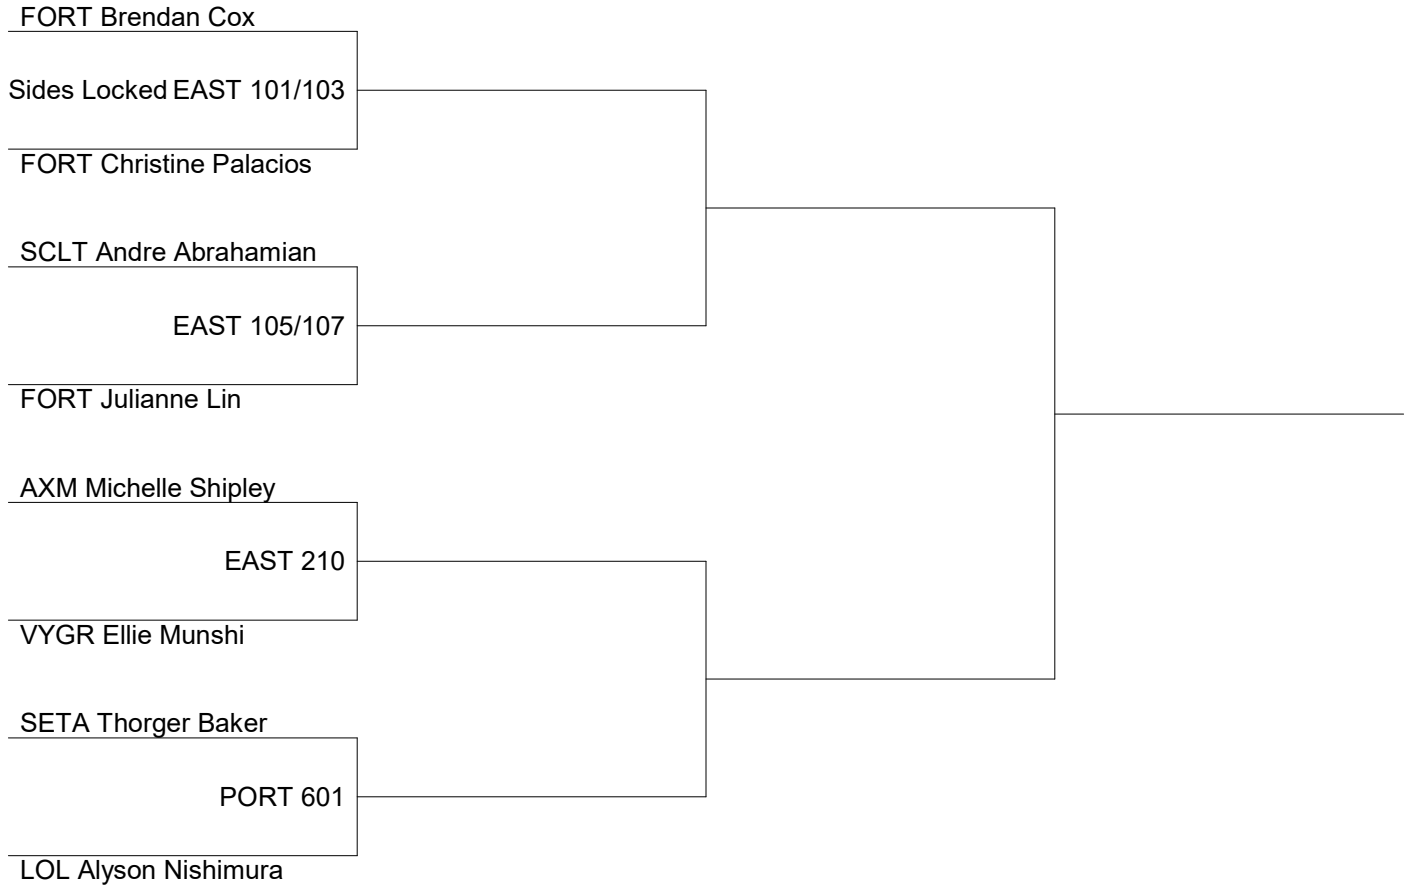 FORT Brendan Cox
Sides Locked EAST 101/103
FORT Christine Palacios
SCLT Andre Abrahamian
EAST 105/107
FORT Julianne Lin
AXM Michelle Shipley
EAST 210
VYGR Ellie Munshi
SETA Thorger Baker
PORT 601
LOL Alyson Nishimura